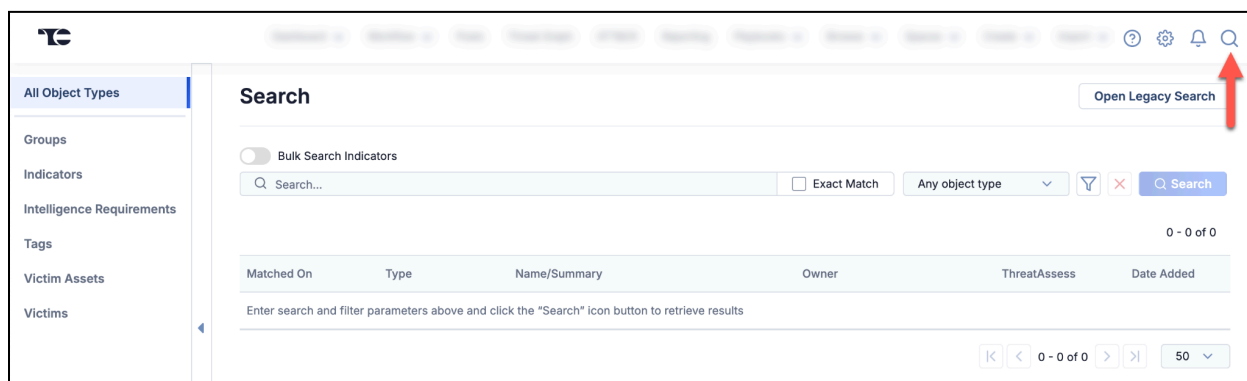 TC
All Object Types
Groups
Indicators
Intelligence Requirements
Tags
Victim Assets
Victims
Search
Open Legacy Search
Bulk Search Indicators
Search...
Exact Match
Any object type
Search
0 - 0 of 0
Matched On Type Name/Summary Owner ThreatAssess Date Added
Enter search and filter parameters above and click the "Search" icon button to retrieve results
0 - 0 of 0
50